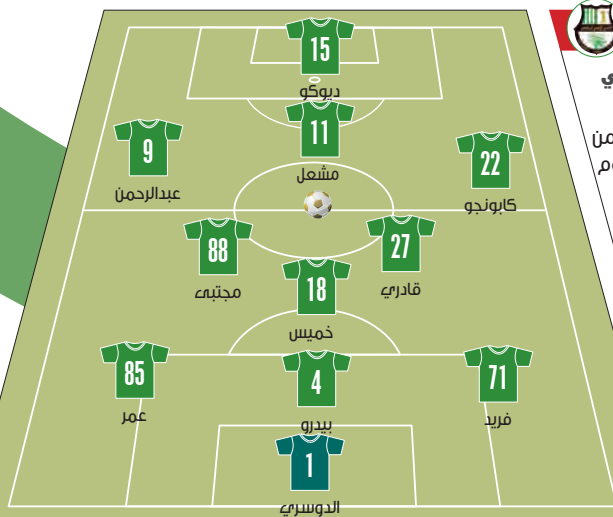 15
ديوكو
11
مشعل
9
عبدالرحمن
22
كابونجو
88
مجتبى
27
قادري
18
خميس
85
عمر
4
بيدرو
71
فريد
1
الدوسري